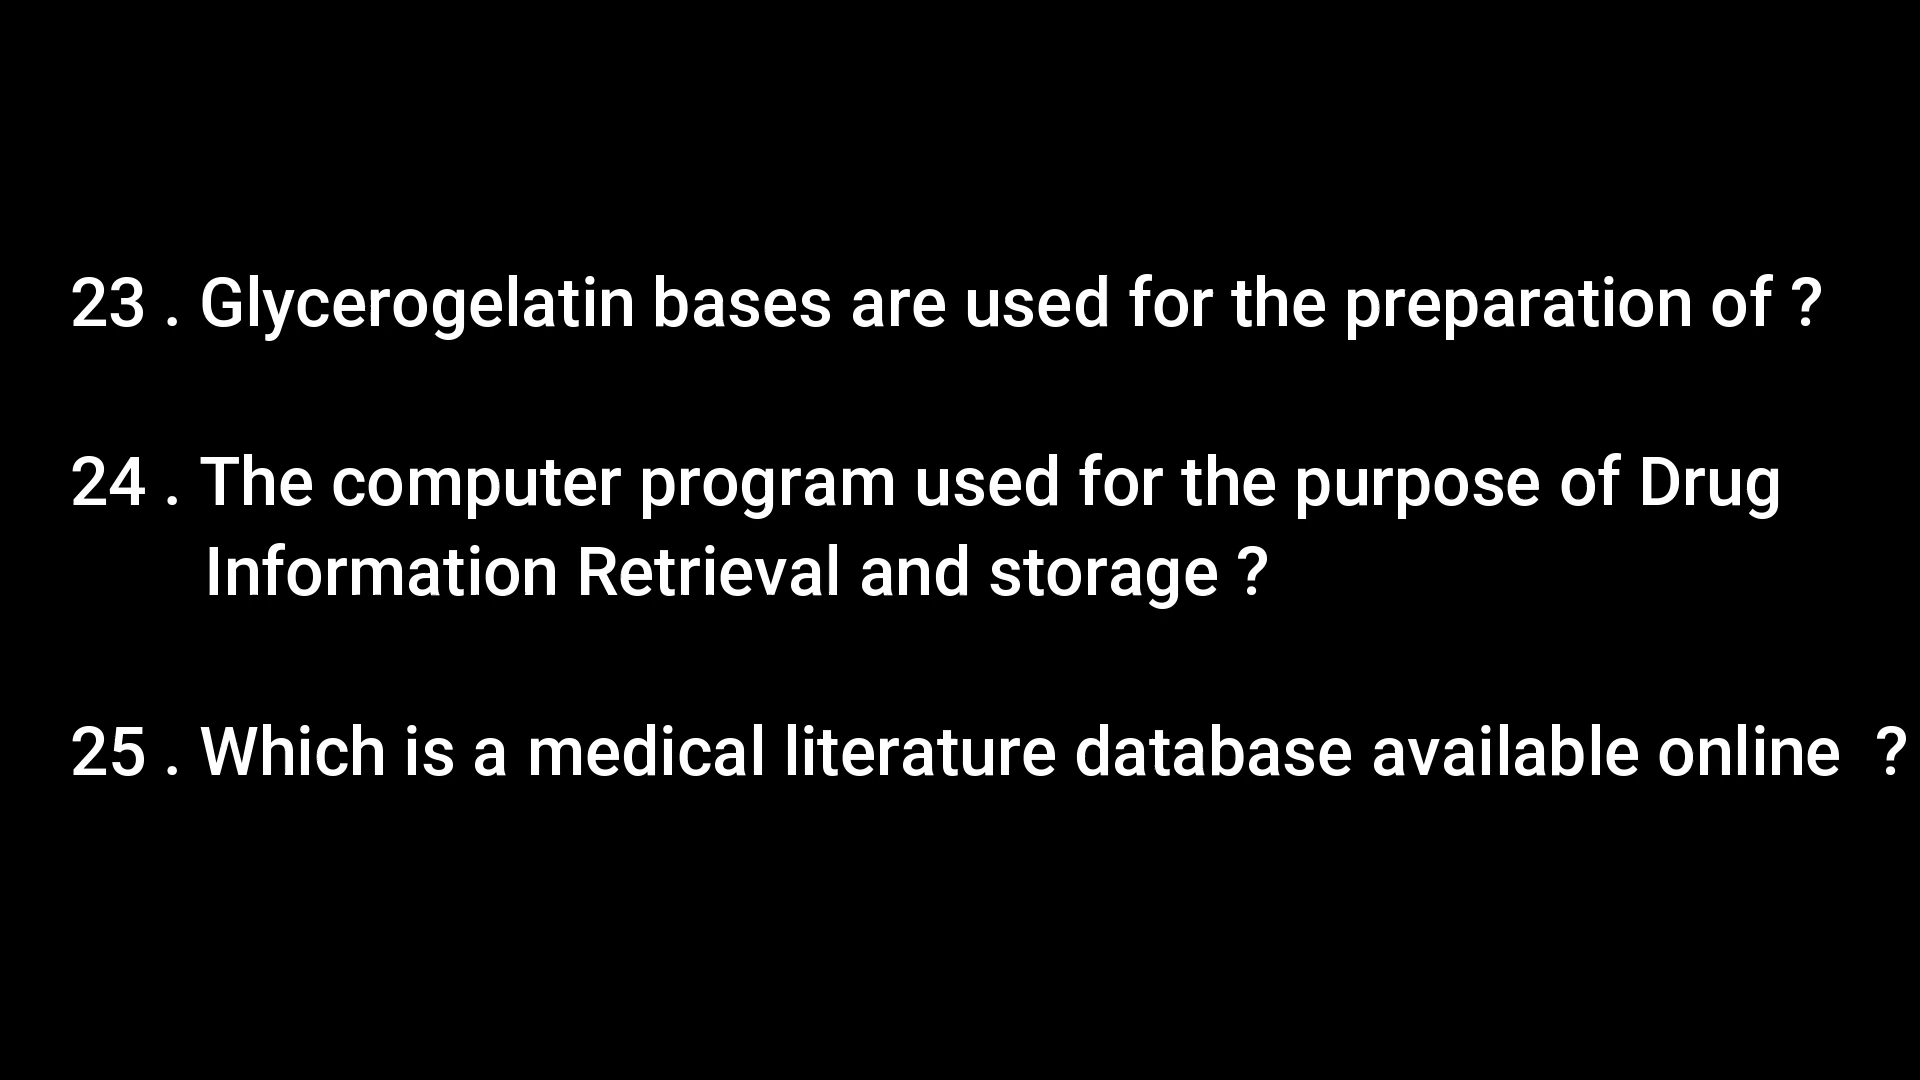 23 . Glycerogelatin bases are used for the preparation of ?
24 . The computer program used for the purpose of Drug
Information Retrieval and storage ?
25 . Which is a medical literature database available online ?